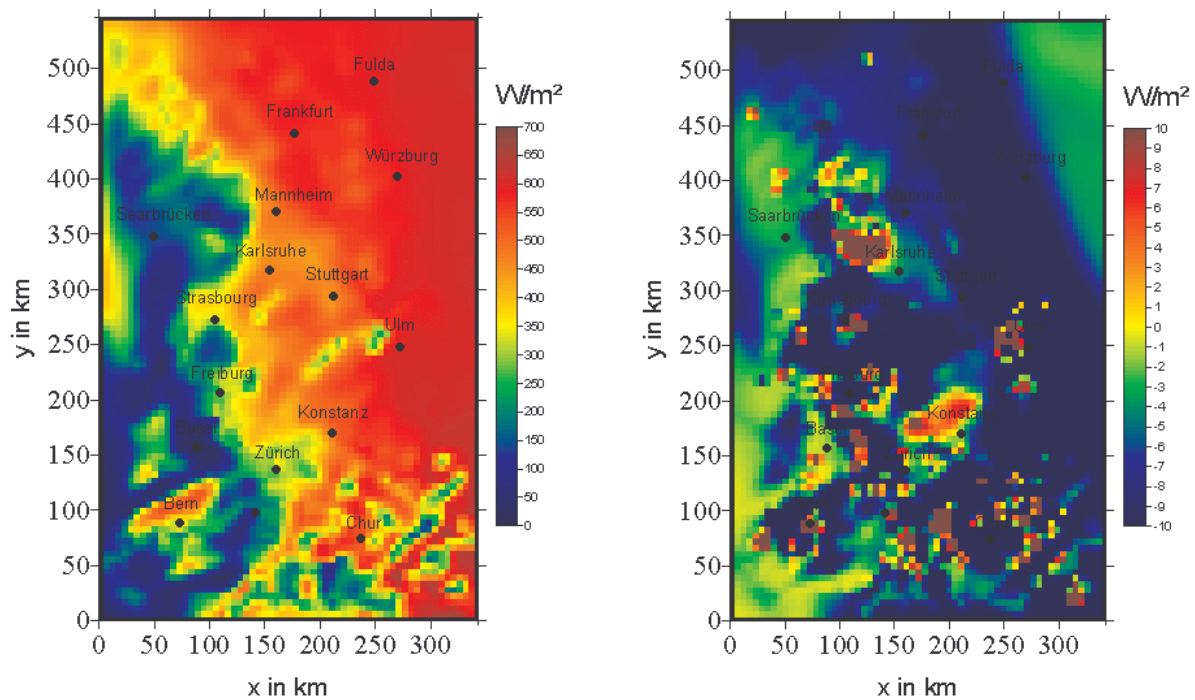 500
450
400
350
300
250
200
150
100
50
0
y in km
0 50 100 150 200 250 300
x in km
Fulda
Frankfurt
Würzburg
Mannheim
Saarbrücken
Karlsruhe
Stuttgart
Strasbourg
Ulm
Freiburg
Konstanz
Basel
Zürich
Bern
Chur
W/m²
700
650
600
550
500
450
400
350
300
250
200
150
100
50
0
500
450
400
350
300
250
200
150
100
50
0
y in km
0 50 100 150 200 250 300
x in km
Fulda
Frankfurt
Würzburg
Mannheim
Saarbrücken
Karlsruhe
Stuttgart
Strasbourg
W/m²
10
9
8
7
6
5
4
3
2
1
0
-1
-2
-3
-4
-5
-6
-7
-8
-9
-10